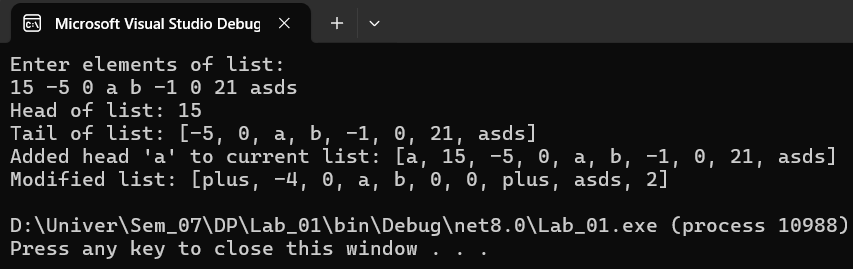 Microsoft Visual Studio Debug
Enter elements of list:
15 -5 0 a b -1 0 21 asds
Head of list: 15
Tail of list: [-5, 0, a, b, -1, 0, 21, asds]
Added head 'a' to current list: [a, 15, -5, 0, a, b, -1, 0, 21, asds]
Modified list: [plus, -4, 0, a, b, 0, 0, plus, asds, 2]
D:\Univer\Sem_07\DP\Lab_01\bin\Debug\net8.0\Lab_01.exe (process 10988)
Press any key to close this window . . .